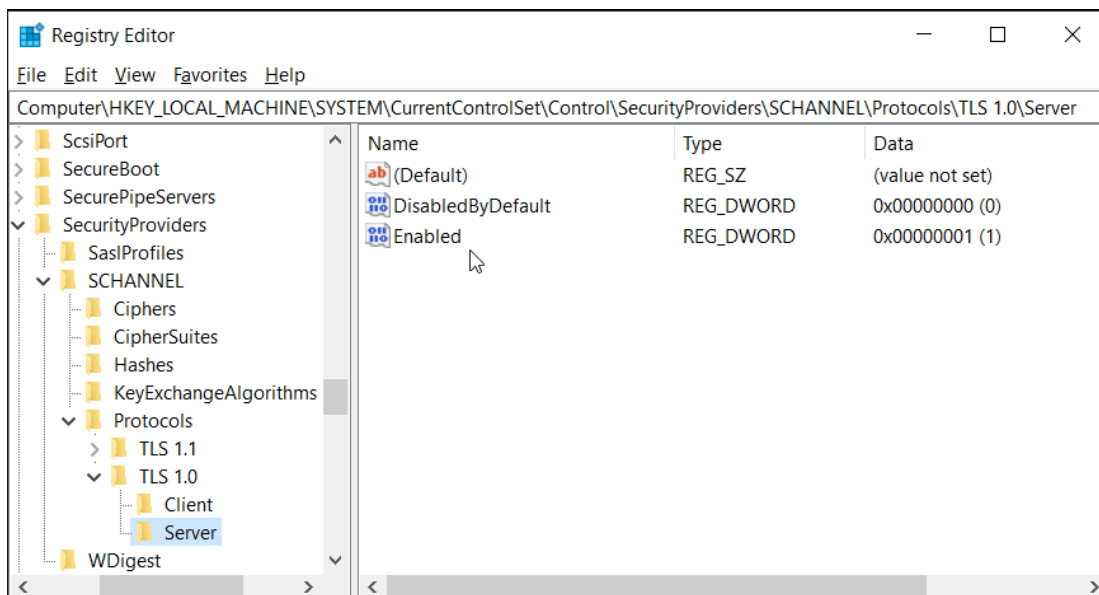 Registry Editor
File Edit View Favorites Help
Computer\HKEY_LOCAL_MACHINE\SYSTEM\CurrentControlSet\Control\SecurityProviders\SCHANNEL\Protocols\TLS 1.0\Server
ScsiPort
SecureBoot
SecurePipeServers
SecurityProviders
SaslProfiles
SCHANNEL
Ciphers
CipherSuites
Hashes
KeyExchangeAlgorithms
Protocols
TLS 1.1
TLS 1.0
Client
Server
WDigest
Name Type Data
ab (Default) REG_SZ (value not set)
DisabledByDefault REG_DWORD 0x00000000 (0)
Enabled REG_DWORD 0x00000001 (1)